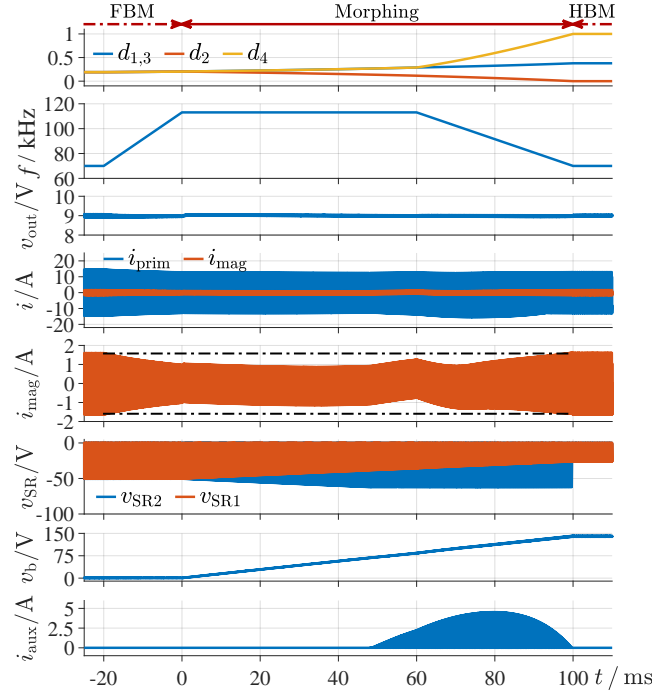 FBM Morphing HBM
1
0.5
0
d1,3 d2 d4
120
100
80
60
f / kHz
10
9
8
vout/V
20
10
0
-10
-20
iprim imag
i/A
2
1
0
-1
-2
imag/A
0
-50
-100
vSR2 vSR1
vSR/V
150
75
0
vb/V
5
2.5
0
iaux/A
-20 0 20 40 60 80 100 t / ms